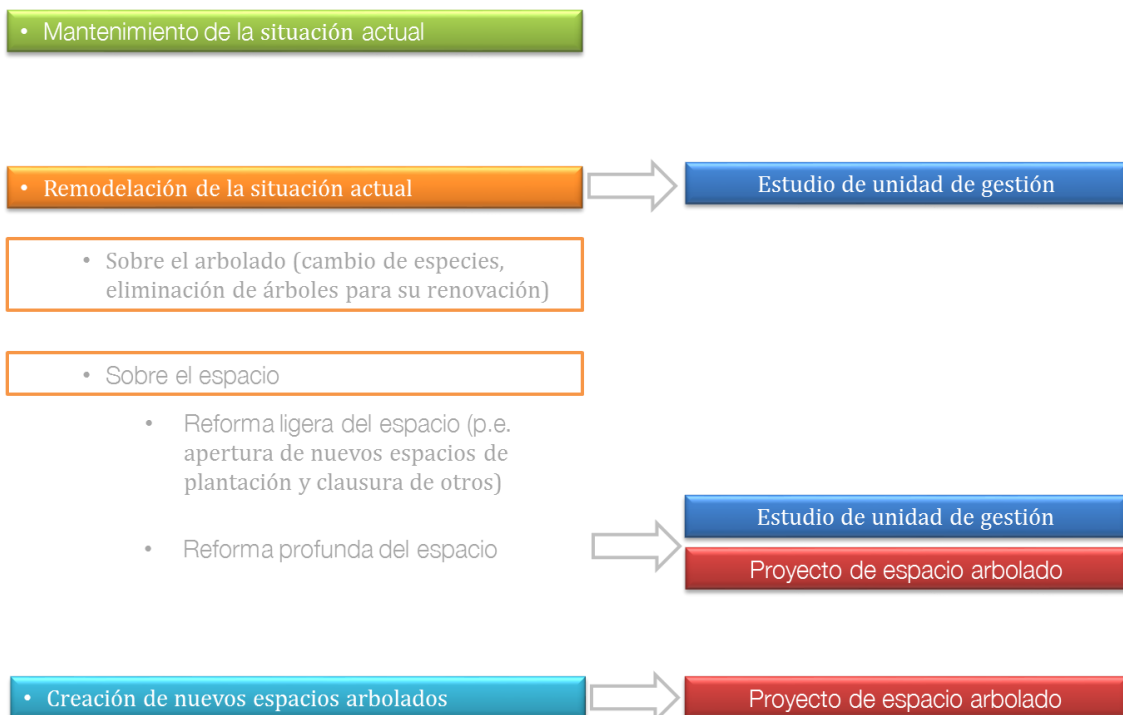 • Mantenimiento de la situación actual
• Remodelación de la situación actual
Estudio de unidad de gestión
• Sobre el arbolado (cambio de especies,
eliminación de árboles para su renovación)
• Sobre el espacio
• Reforma ligera del espacio (p.e.
apertura de nuevos espacios de
plantación y clausura de otros)
• Reforma profunda del espacio
Estudio de unidad de gestión
Proyecto de espacio arbolado
• Creación de nuevos espacios arbolados
Proyecto de espacio arbolado